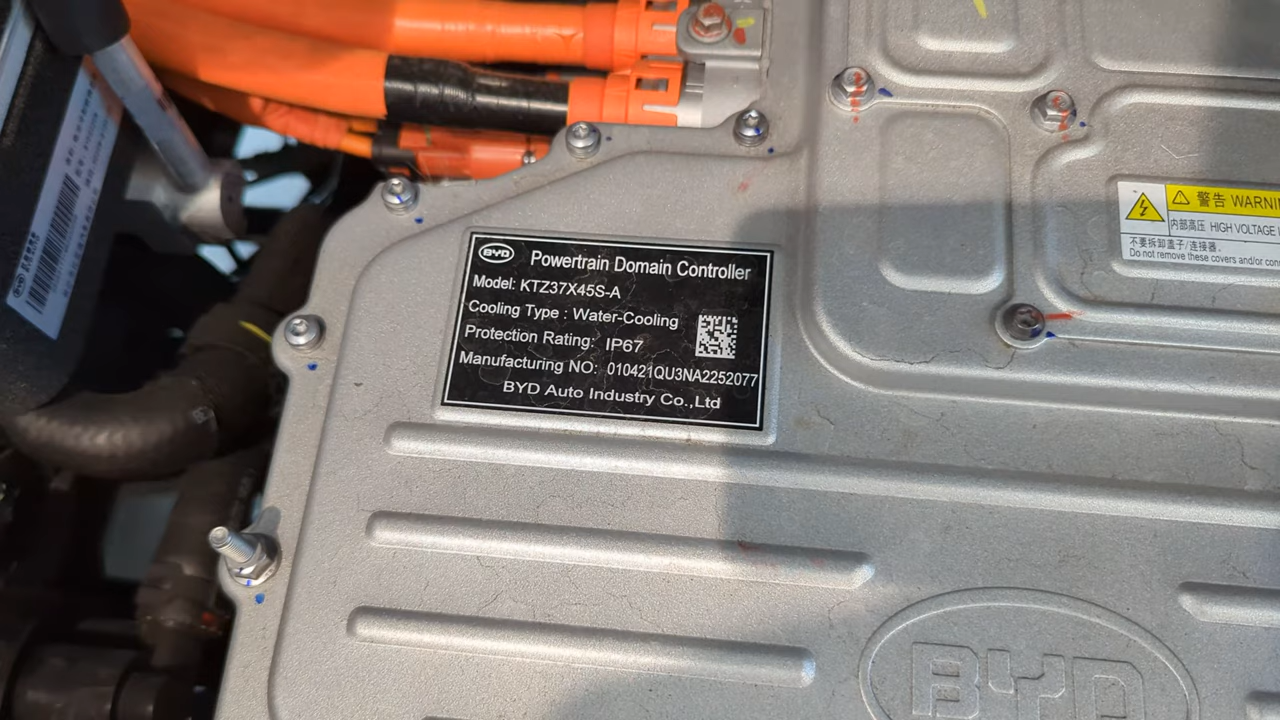 BYD
Powertrain Domain Controller
Model: KTZ37X45S-A
Cooling Type : Water-Cooling
Protection Rating: IP67
Manufacturing NO: 010421QU3NA2252077
BYD Auto Industry Co.,Ltd
警告 WARNI
内部高压 HIGH VOLTAGE
不要拆卸盖子/连接器.
Do not remove these covers and/or con
BYD